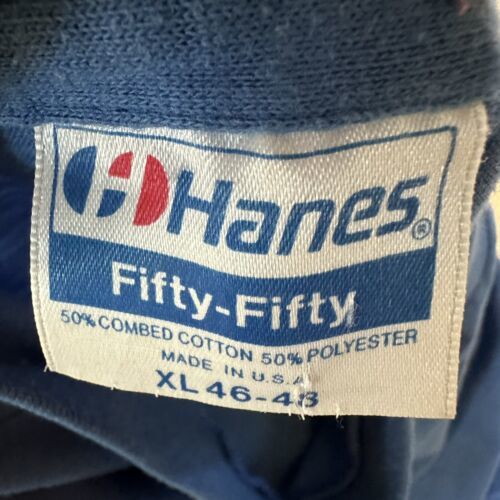 Hanes®
Fifty-Fifty
50% COMBED COTTON 50% POLYESTER
MADE IN U.S.A
XL 46-48